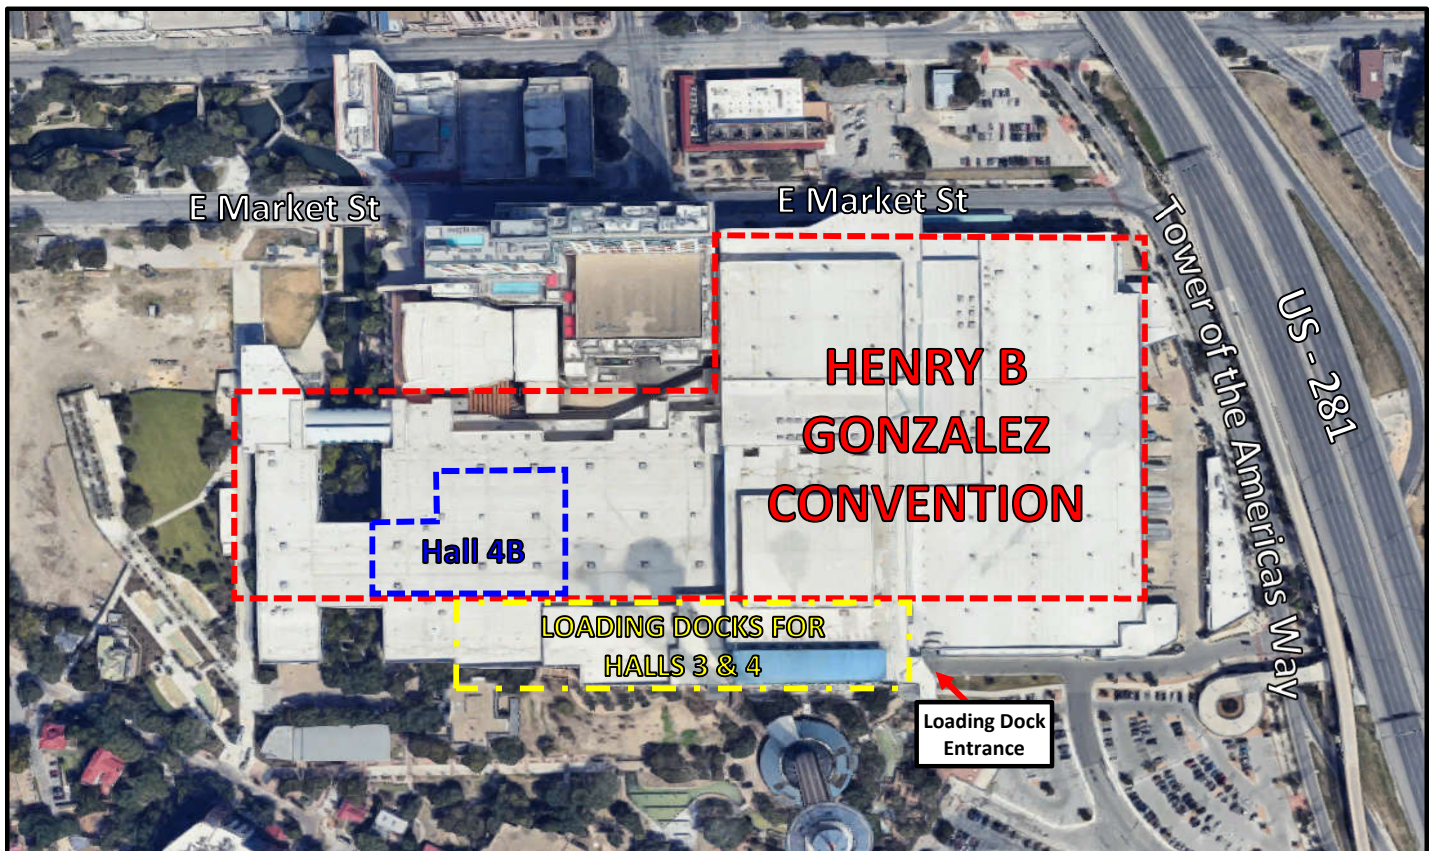 E Market St
E Market St
Tower of the Americas Way
US - 281
HENRY B
GONZALEZ
CONVENTION
Hall 4B
LOADING DOCKS FOR
HALLS 3 & 4
Loading Dock
Entrance